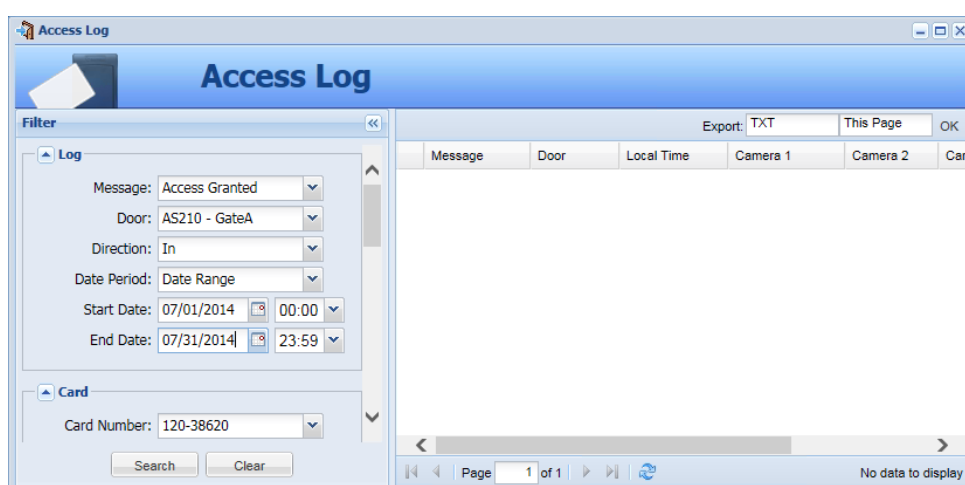 Access Log
Access Log
Filter
Export: TXT This Page OK
Message Door Local Time Camera 1 Camera 2 Car
Log
Message: Access Granted
Door: AS210 - GateA
Direction: In
Date Period: Date Range
Start Date: 07/01/2014 00:00
End Date: 07/31/2014 23:59
Card
Card Number: 120-38620
Search Clear
Page 1 of 1 No data to display